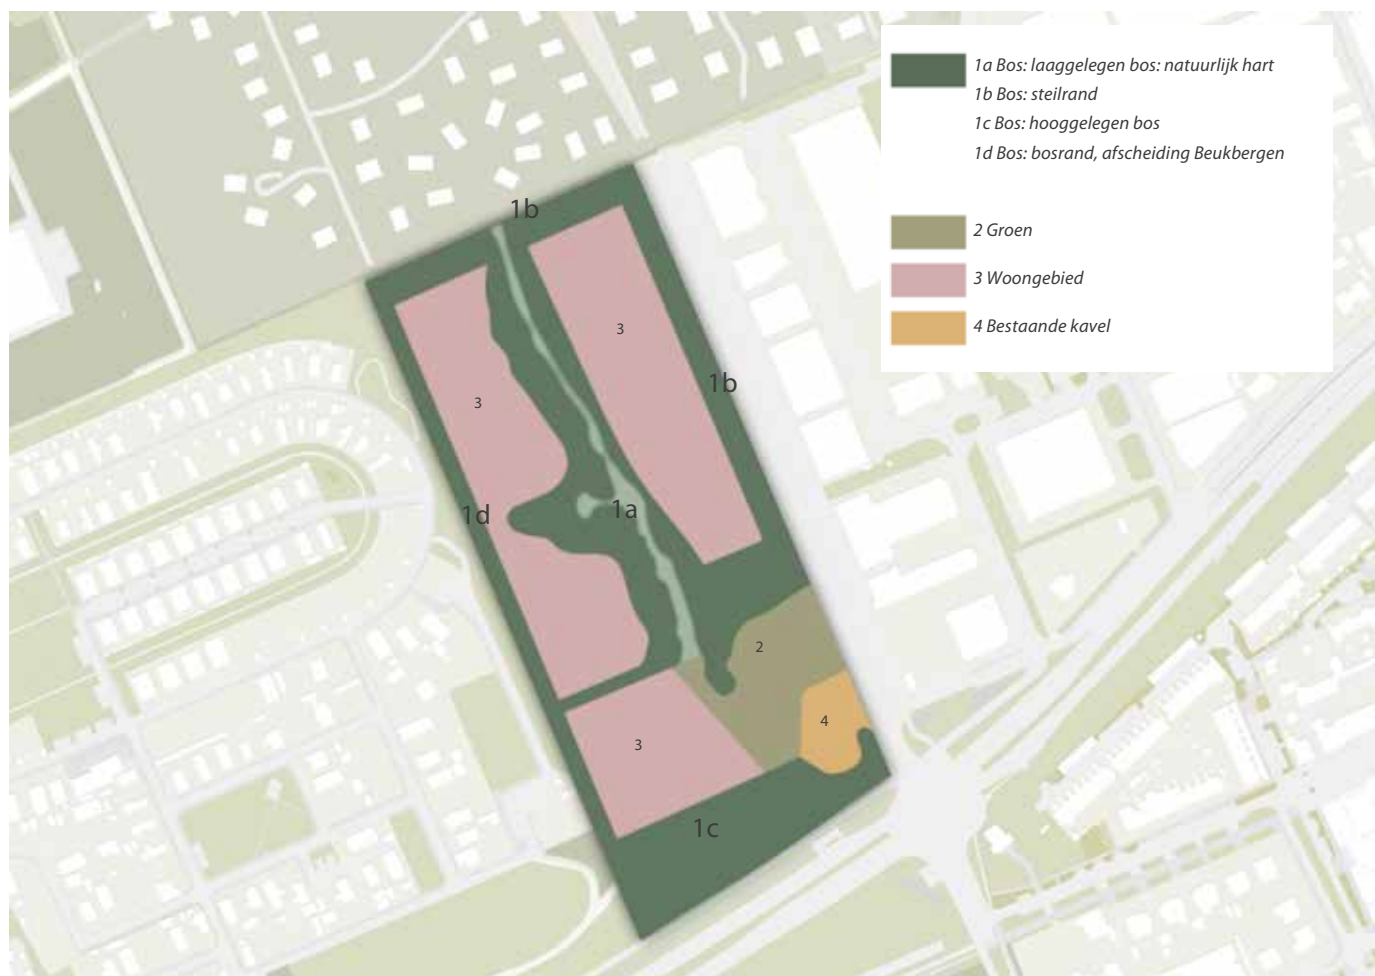 1a Bos: laaggelegen bos: natuurlijk hart
1b Bos: steilrand
1c Bos: hooggelegen bos
1d Bos: bosrand, afscheiding Beukbergen
2 Groen
3 Woongebied
4 Bestaande kavel
1b
3
1b
3
1a
1d
2
4
3
1c